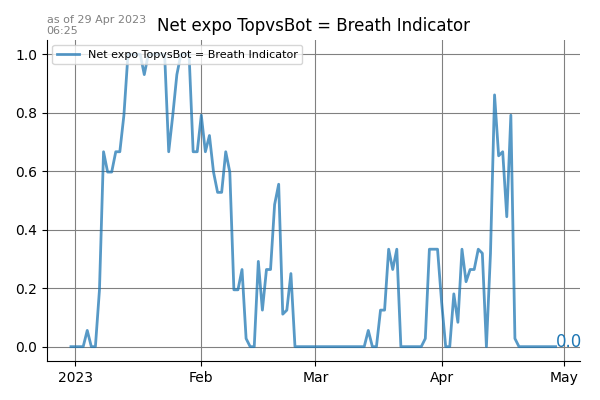 as of 29 Apr 2023
06:25
Net expo TopvsBot = Breath Indicator
Net expo TopvsBot = Breath Indicator
1.0
0.8
0.6
0.4
0.2
0.0
0.0
2023 Feb Mar Apr May